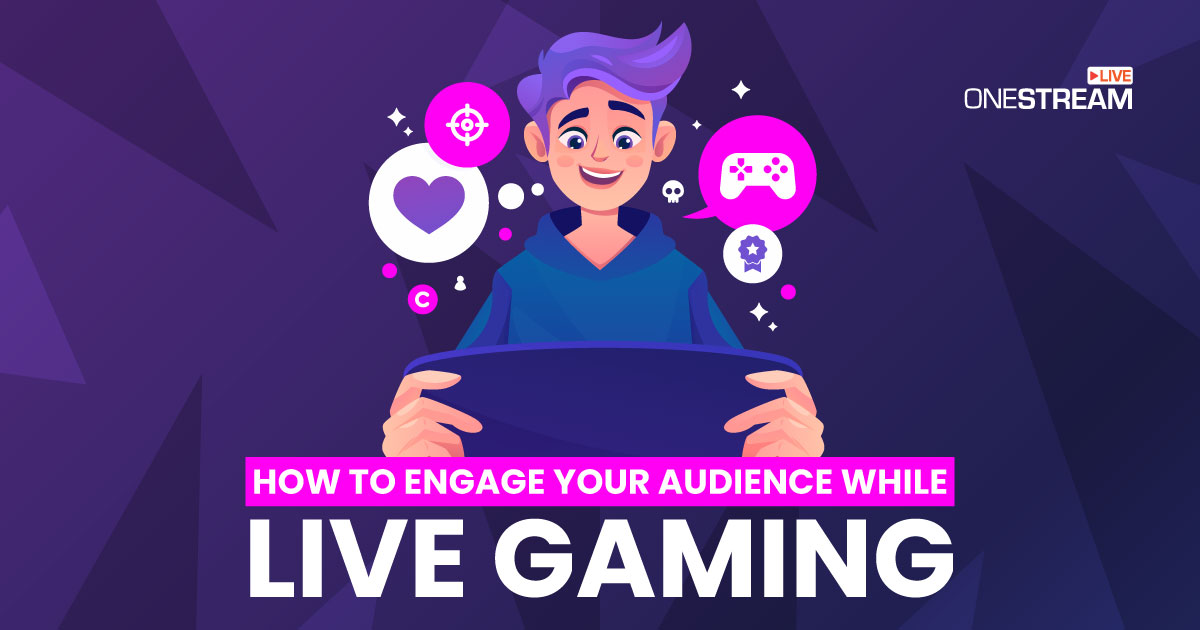 LIVE
ONESTREAM
C
HOW TO ENGAGE YOUR AUDIENCE WHILE
LIVE GAMING